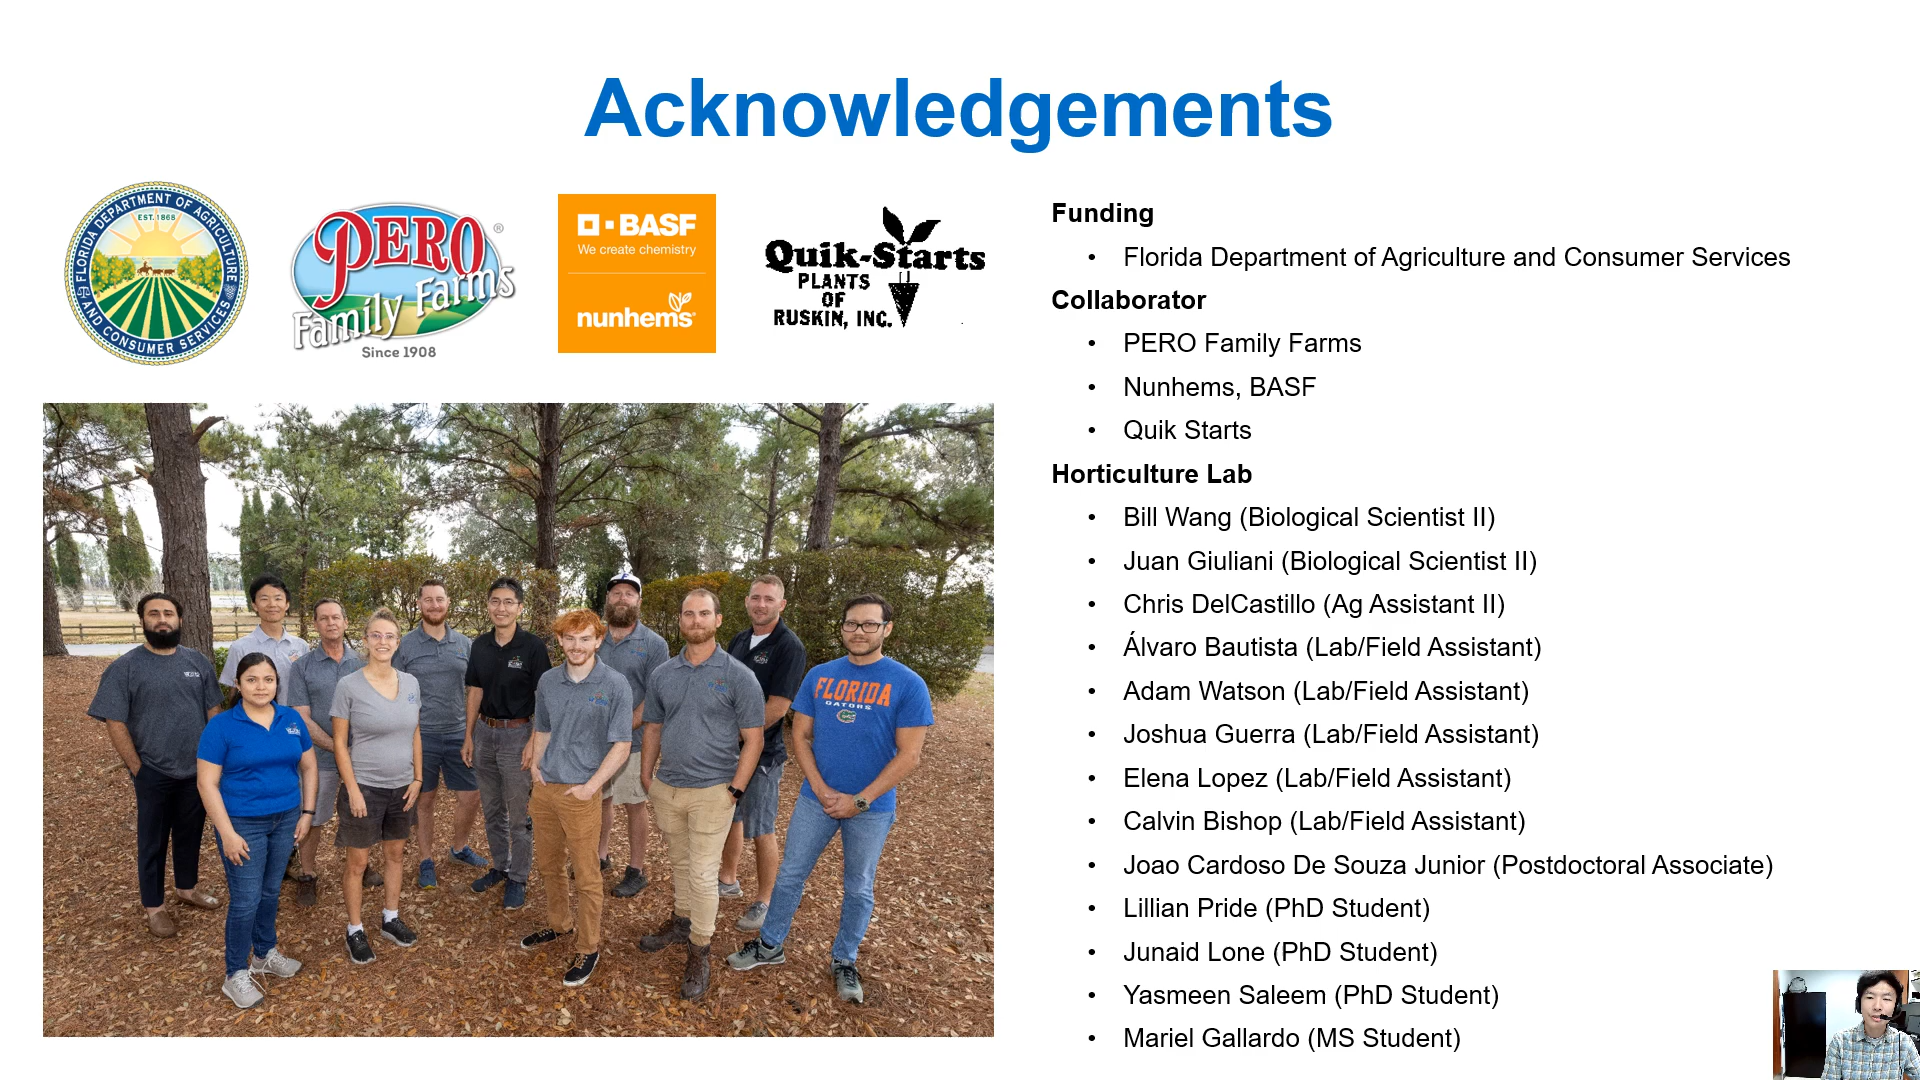 Acknowledgements
FLORIDA DEPARTMENT OF AGRICULTURE
AND CONSUMER SERVICES
EST. 1868
PERO
®
Family Farms
Since 1908
BASF
We create chemistry
nunhems®
Quik-Starts
PLANTS
OF
RUSKIN, INC.
FLORIDA
GATORS
Funding
• Florida Department of Agriculture and Consumer Services
Collaborator
• PERO Family Farms
• Nunhems, BASF
• Quik Starts
Horticulture Lab
• Bill Wang (Biological Scientist II)
• Juan Giuliani (Biological Scientist II)
• Chris DelCastillo (Ag Assistant II)
• Álvaro Bautista (Lab/Field Assistant)
• Adam Watson (Lab/Field Assistant)
• Joshua Guerra (Lab/Field Assistant)
• Elena Lopez (Lab/Field Assistant)
• Calvin Bishop (Lab/Field Assistant)
• Joao Cardoso De Souza Junior (Postdoctoral Associate)
• Lillian Pride (PhD Student)
• Junaid Lone (PhD Student)
• Yasmeen Saleem (PhD Student)
• Mariel Gallardo (MS Student)